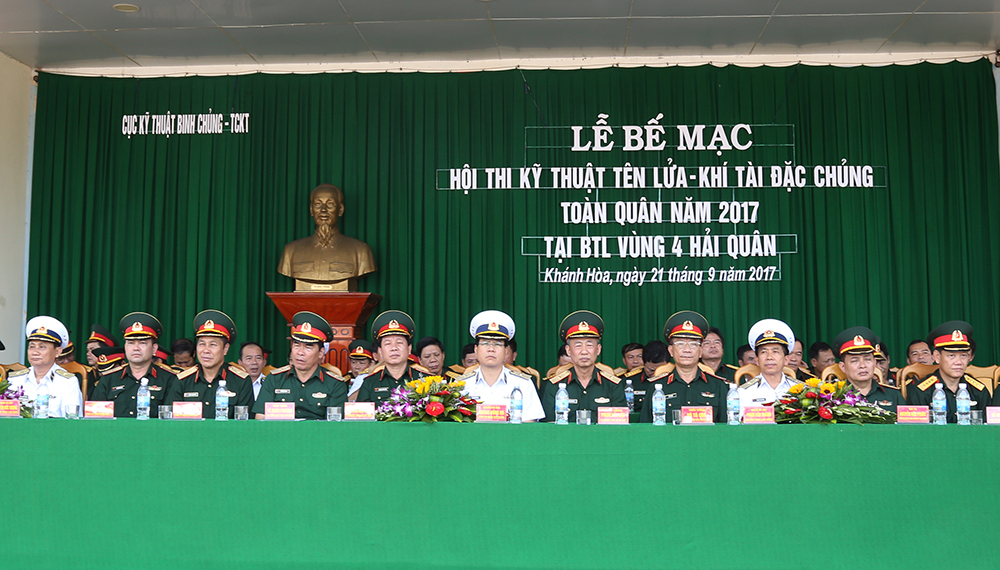 CỤC KỸ THUẬT BINH CHỦNG - TCKT
LỄ BẾ MẠC
HỘI THI KỸ THUẬT TÊN LỬA - KHÍ TÀI ĐẶC CHỦNG
TOÀN QUÂN NĂM 2017
TẠI BTL VÙNG 4 HẢI QUÂN
Khánh Hòa, ngày 21 tháng 9 năm 2017